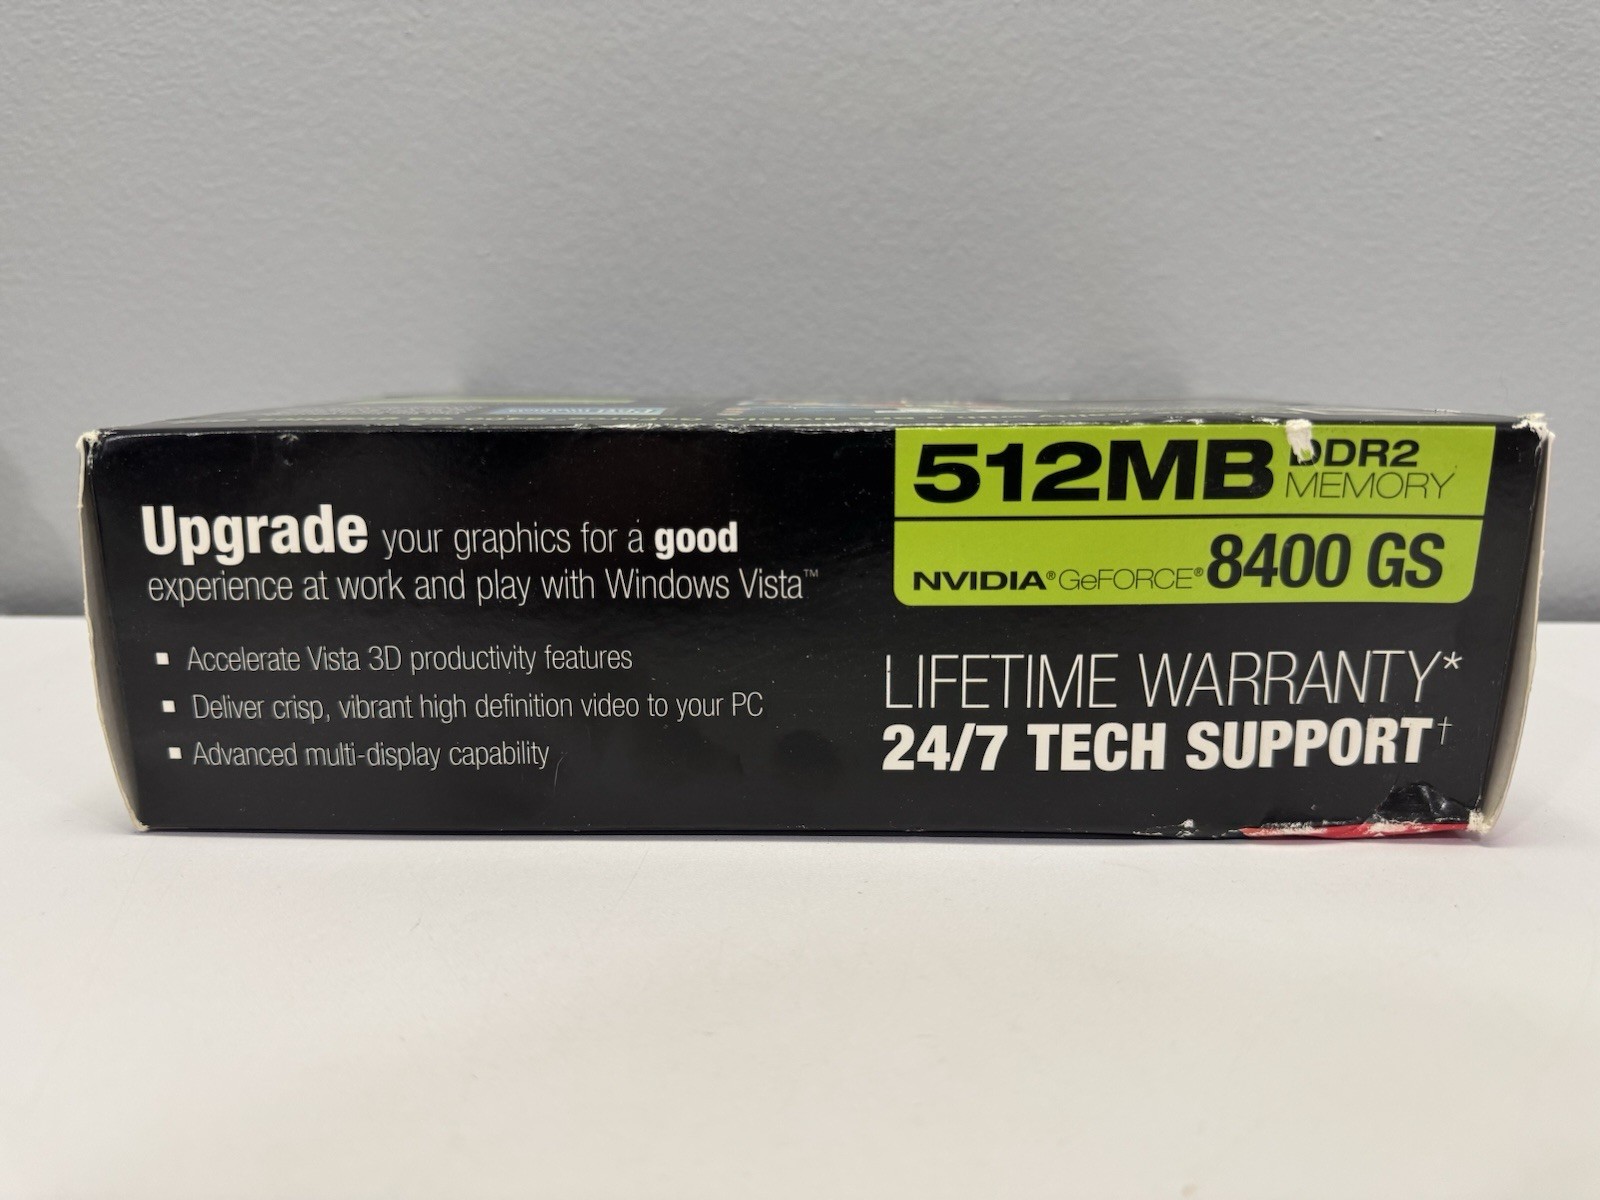 Upgrade your graphics for a good
experience at work and play with Windows Vista™
▪ Accelerate Vista 3D productivity features
▪ Deliver crisp, vibrant high definition video to your PC
▪ Advanced multi-display capability
512MB DDR2
MEMORY
NVIDIA® GeFORCE® 8400 GS
LIFETIME WARRANTY*
24/7 TECH SUPPORT†